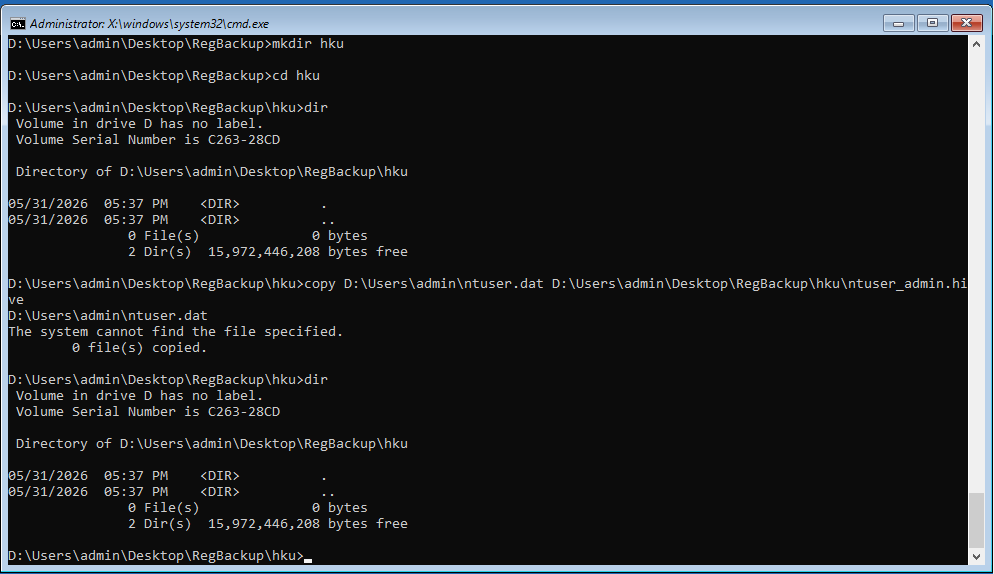 Administrator: X:\windows\system32\cmd.exe
D:\Users\admin\Desktop\RegBackup>mkdir hku
D:\Users\admin\Desktop\RegBackup>cd hku
D:\Users\admin\Desktop\RegBackup\hku>dir
 Volume in drive D has no label.
 Volume Serial Number is C263-28CD
 Directory of D:\Users\admin\Desktop\RegBackup\hku
05/31/2026  05:37 PM    <DIR>          .
05/31/2026  05:37 PM    <DIR>          ..
               0 File(s)              0 bytes
               2 Dir(s)  15,972,446,208 bytes free
D:\Users\admin\Desktop\RegBackup\hku>copy D:\Users\admin\ntuser.dat D:\Users\admin\Desktop\RegBackup\hku\ntuser_admin.hi
ve
D:\Users\admin\ntuser.dat
The system cannot find the file specified.
        0 file(s) copied.
D:\Users\admin\Desktop\RegBackup\hku>dir
 Volume in drive D has no label.
 Volume Serial Number is C263-28CD
 Directory of D:\Users\admin\Desktop\RegBackup\hku
05/31/2026  05:37 PM    <DIR>          .
05/31/2026  05:37 PM    <DIR>          ..
               0 File(s)              0 bytes
               2 Dir(s)  15,972,446,208 bytes free
D:\Users\admin\Desktop\RegBackup\hku>